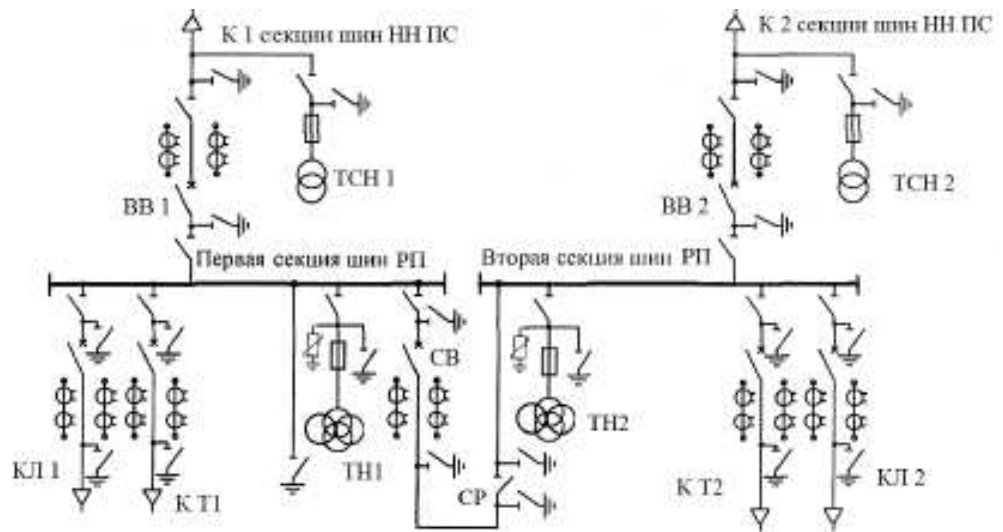 К 1 секции шин НН ПС
К 2 секции шин НН ПС
ТСН 1
ТСН 2
ВВ 1
ВВ 2
Первая секция шин РП
Вторая секция шин РП
СВ
ТН1
ТН2
КЛ 1
К Т1
СР
К Т2
КЛ 2